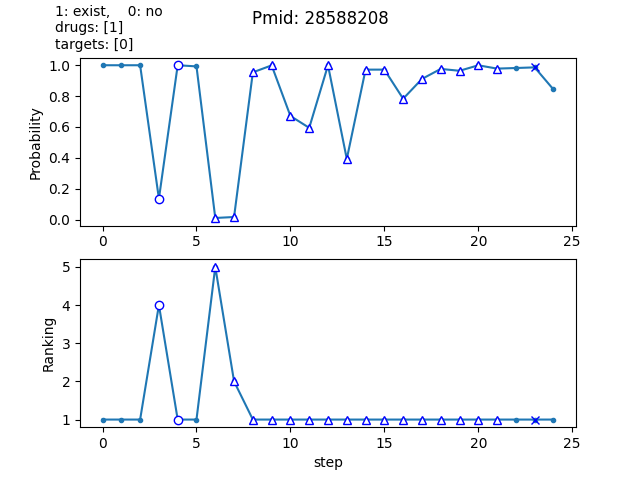 1: exist,    0: no
drugs: [1]
targets: [0]
Pmid: 28588208
Probability
1.0
0.8
0.6
0.4
0.2
0.0
0 5 10 15 20 25
Ranking
5
4
3
2
1
0 5 10 15 20 25
step